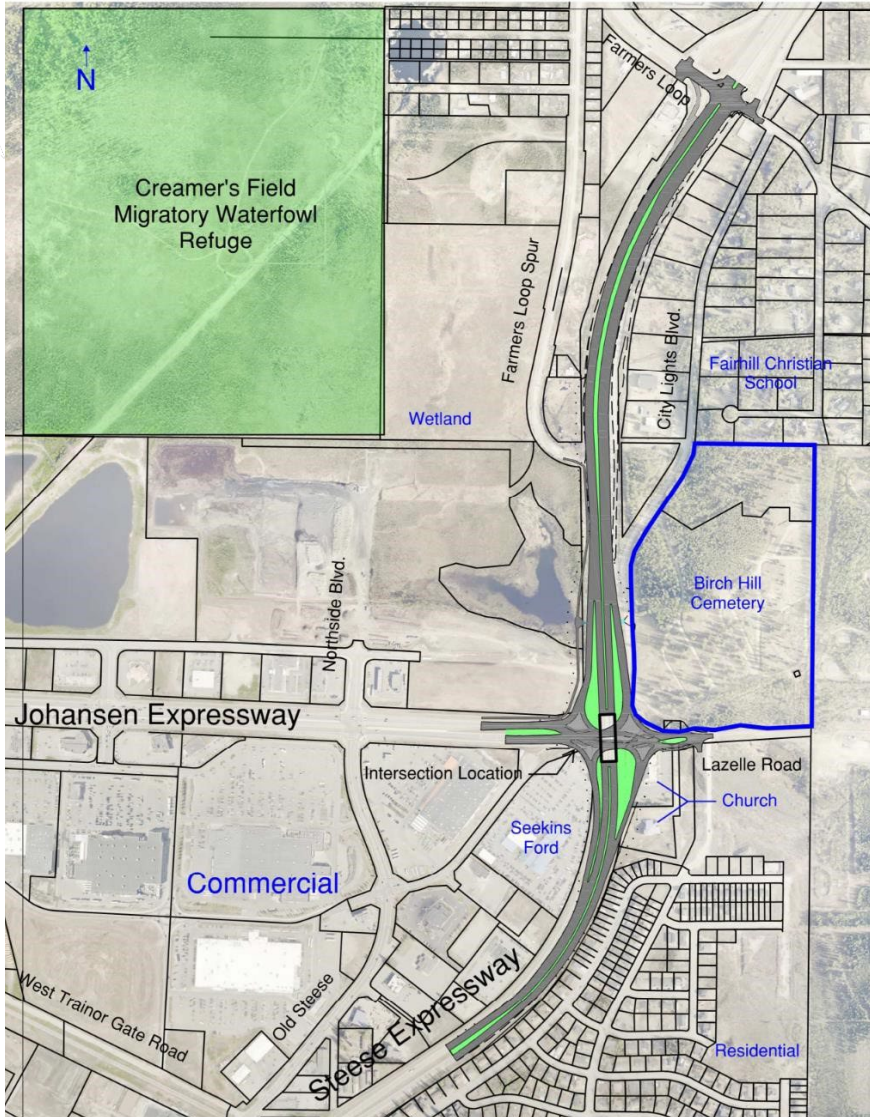 N
Creamer's Field
Migratory Waterfowl
Refuge
Farmers Loop
Farmers Loop Spur
City Lights Blvd.
Fairhill Christian
School
Wetland
Northside Blvd.
Birch Hill
Cemetery
Johansen Expressway
Intersection Location
Lazelle Road
Church
Seekins
Ford
Commercial
Steese Expressway
Old Steese
West Trainor Gate Road
Residential